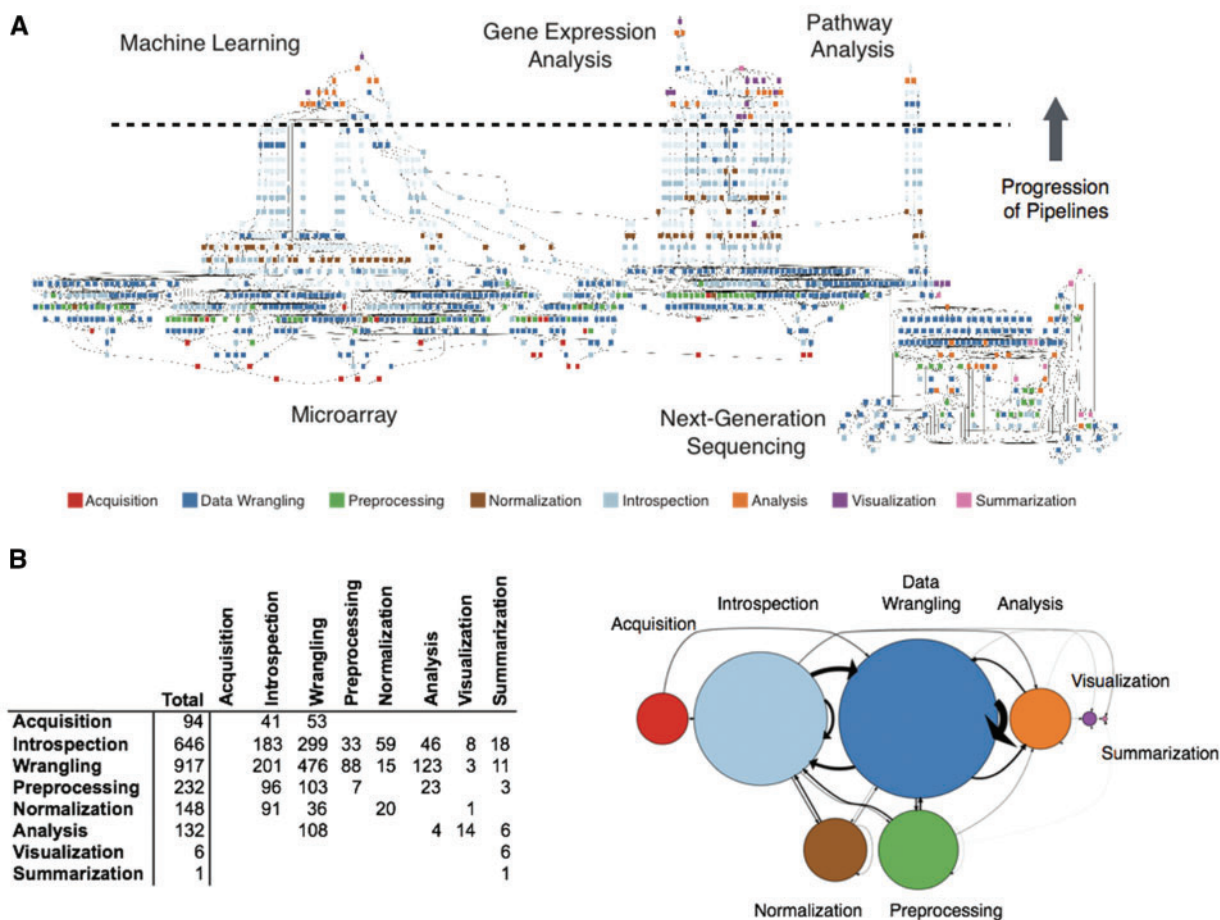 A
Machine Learning
Gene Expression
Analysis
Pathway
Analysis
Progression
of Pipelines
Microarray
Next-Generation
Sequencing
Acquisition Data Wrangling Preprocessing Normalization Introspection Analysis Visualization Summarization
B
Total Acquisition Introspection Wrangling Preprocessing Normalization Analysis Visualization Summarization
Acquisition 94 41 53
Introspection 646 183 299 33 59 46 8 18
Wrangling 917 201 476 88 15 123 3 11
Preprocessing 232 96 103 7 23 3
Normalization 148 91 36 20 1
Analysis 132 108 4 14 6
Visualization 6 6
Summarization 1 1
Acquisition
Introspection
Data
Wrangling
Analysis
Visualization
Summarization
Normalization
Preprocessing